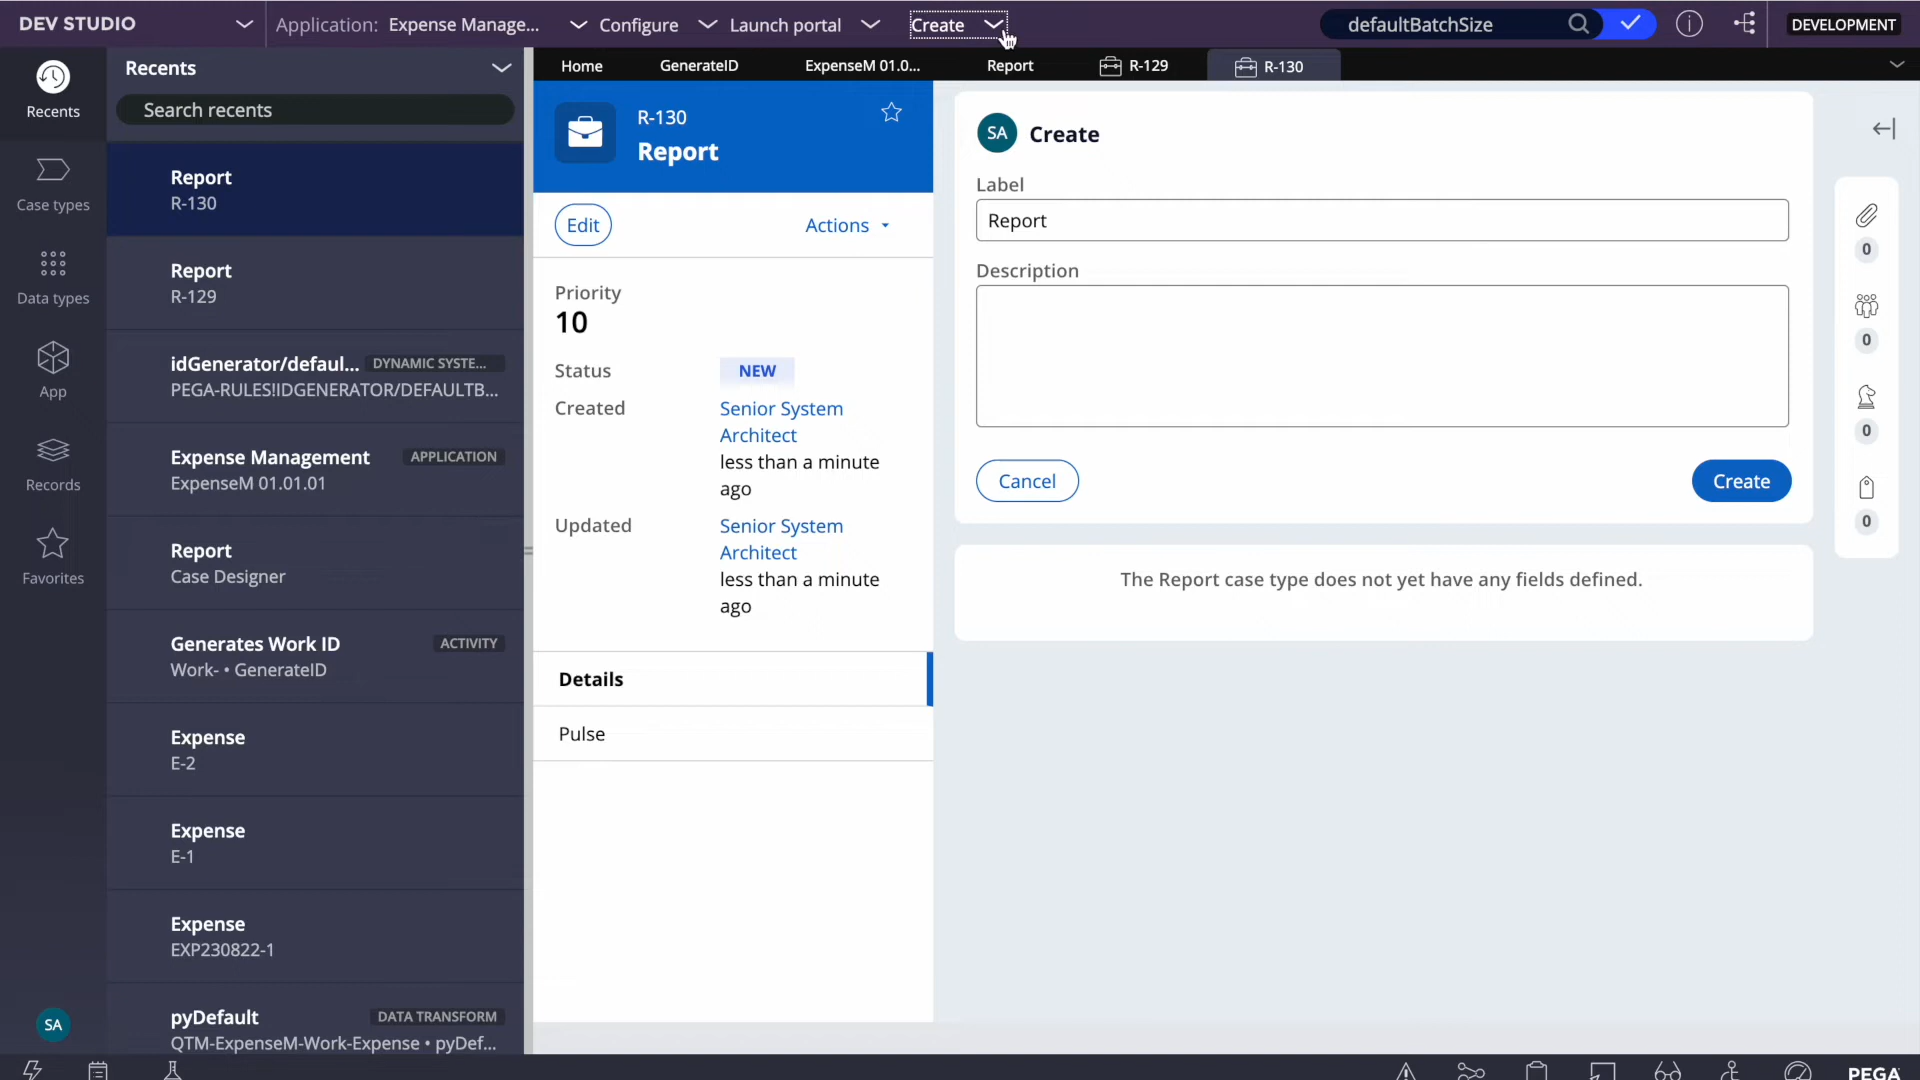 DEV STUDIO
Application: Expense Manage...
Configure
Launch portal
Create
defaultBatchSize
DEVELOPMENT
Recents
Case types
Data types
App
Records
Favorites
SA
Recents
Search recents
Report
R-130
Report
R-129
idGenerator/defaul... DYNAMIC SYSTE...
PEGA-RULES!IDGENERATOR/DEFAULTB...
Expense Management APPLICATION
ExpenseM 01.01.01
Report
Case Designer
Generates Work ID ACTIVITY
Work- • GenerateID
Expense
E-2
Expense
E-1
Expense
EXP230822-1
pyDefault DATA TRANSFORM
QTM-ExpenseM-Work-Expense • pyDef...
Home GenerateID ExpenseM 01.0... Report R-129 R-130
R-130
Report
Edit Actions
Priority
10
Status NEW
Created Senior System
Architect
less than a minute
ago
Updated Senior System
Architect
less than a minute
ago
Details
Pulse
SA Create
Label
Report
Description
Cancel Create
The Report case type does not yet have any fields defined.
0
0
0
0
PEGA